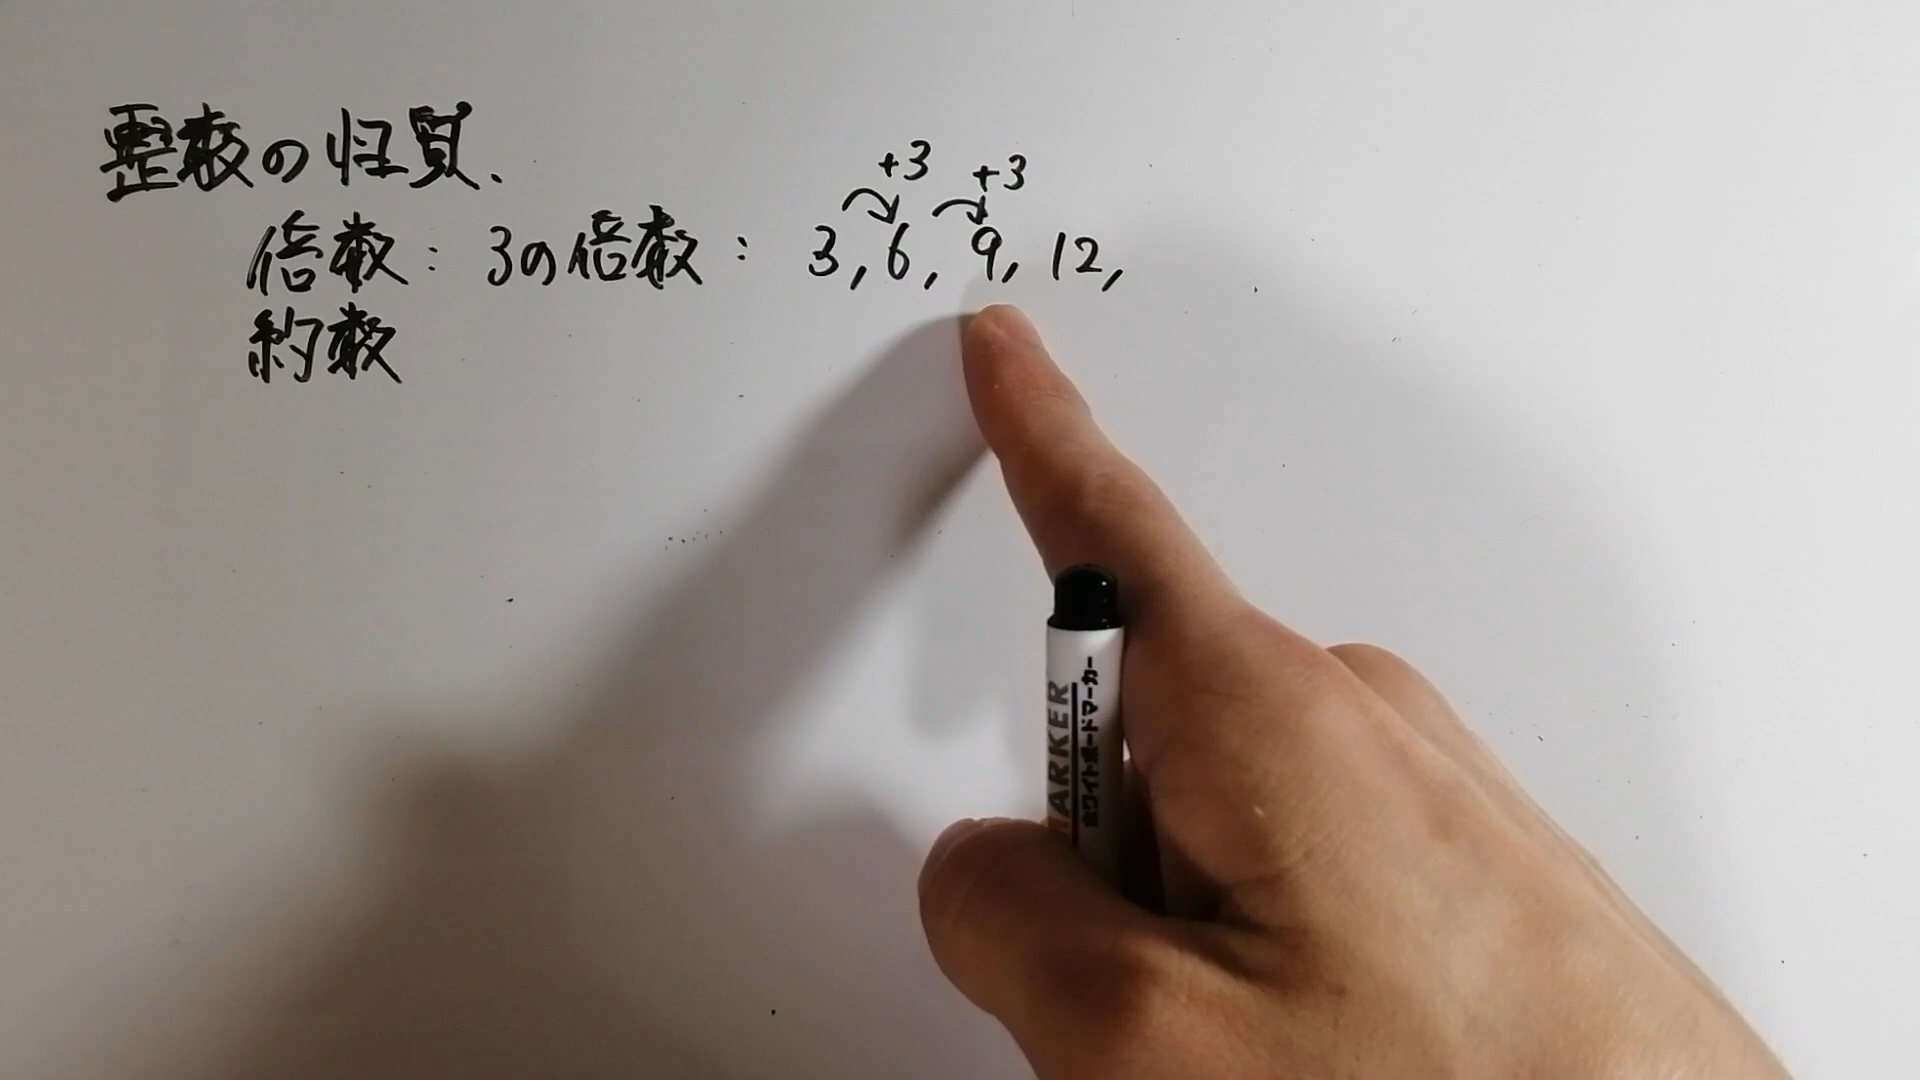 整数の性質.
+3 +3
倍数: 3の倍数: 3, 6, 9, 12,
約数
MARKER
ホワイトボードマーカー